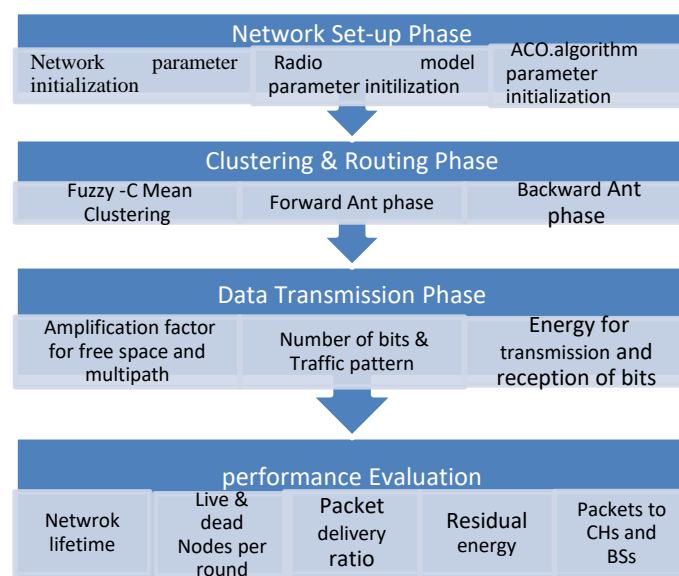 Network Set-up Phase
Network parameter
initialization
Radio model
parameter initilization
ACO.algorithm
parameter
initialization
Clustering & Routing Phase
Fuzzy -C Mean
Clustering
Forward Ant phase
Backward Ant
phase
Data Transmission Phase
Amplification factor
for free space and
multipath
Number of bits &
Traffic pattern
Energy for
transmission and
reception of bits
performance Evaluation
Netwrok
lifetime
Live &
dead
Nodes per
round
Packet
delivery
ratio
Residual
energy
Packets to
CHs and
BSs